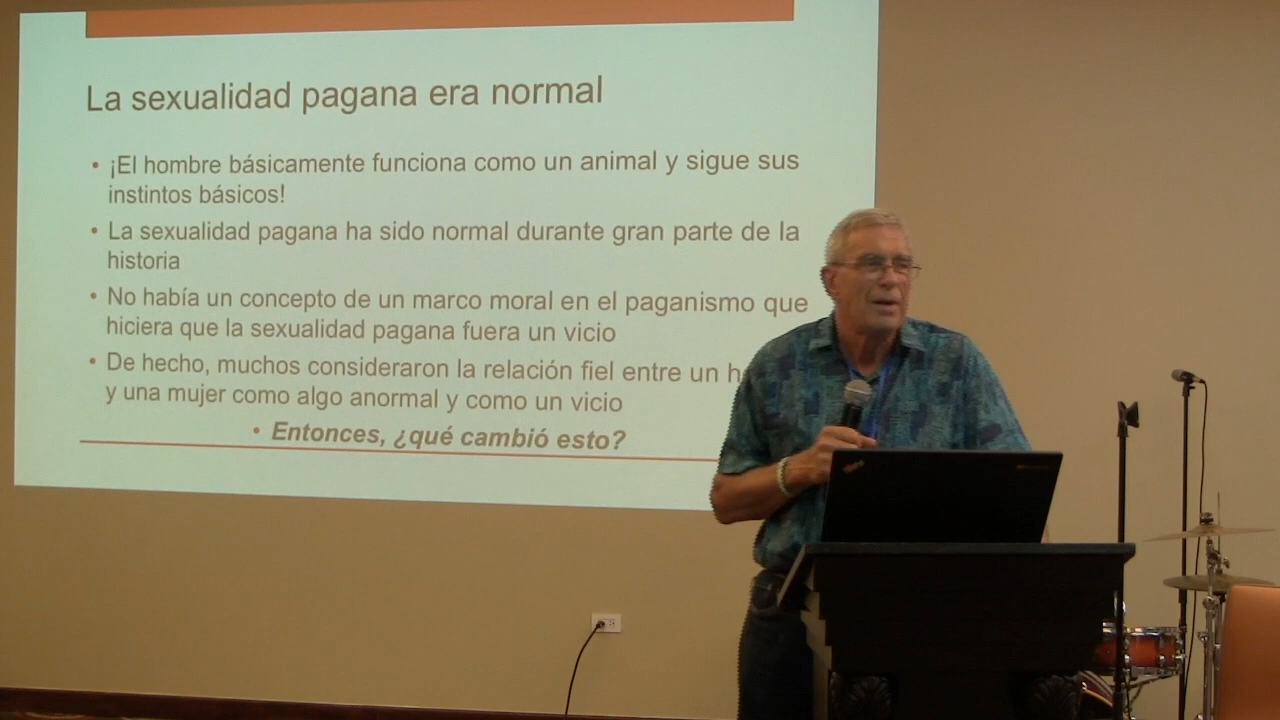 La sexualidad pagana era normal
• ¡El hombre básicamente funciona como un animal y sigue sus
instintos básicos!
• La sexualidad pagana ha sido normal durante gran parte de la
historia
• No había un concepto de un marco moral en el paganismo que
hiciera que la sexualidad pagana fuera un vicio
• De hecho, muchos consideraron la relación fiel entre un
y una mujer como algo anormal y como un vicio
• Entonces, ¿qué cambió esto?